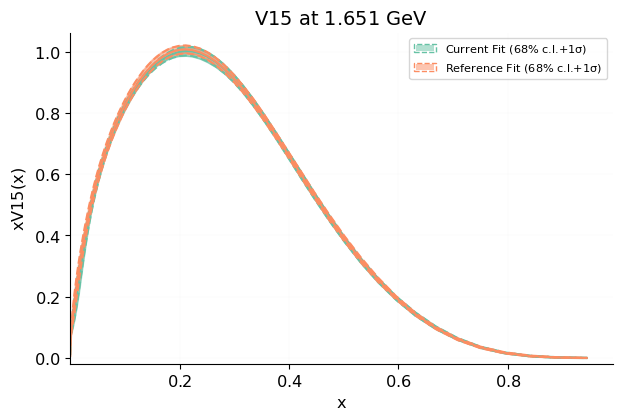 V15 at 1.651 GeV
Current Fit (68% c.l.+1σ)
Reference Fit (68% c.l.+1σ)
xV15(x)
1.0
0.8
0.6
0.4
0.2
0.0
0.2 0.4 0.6 0.8
x